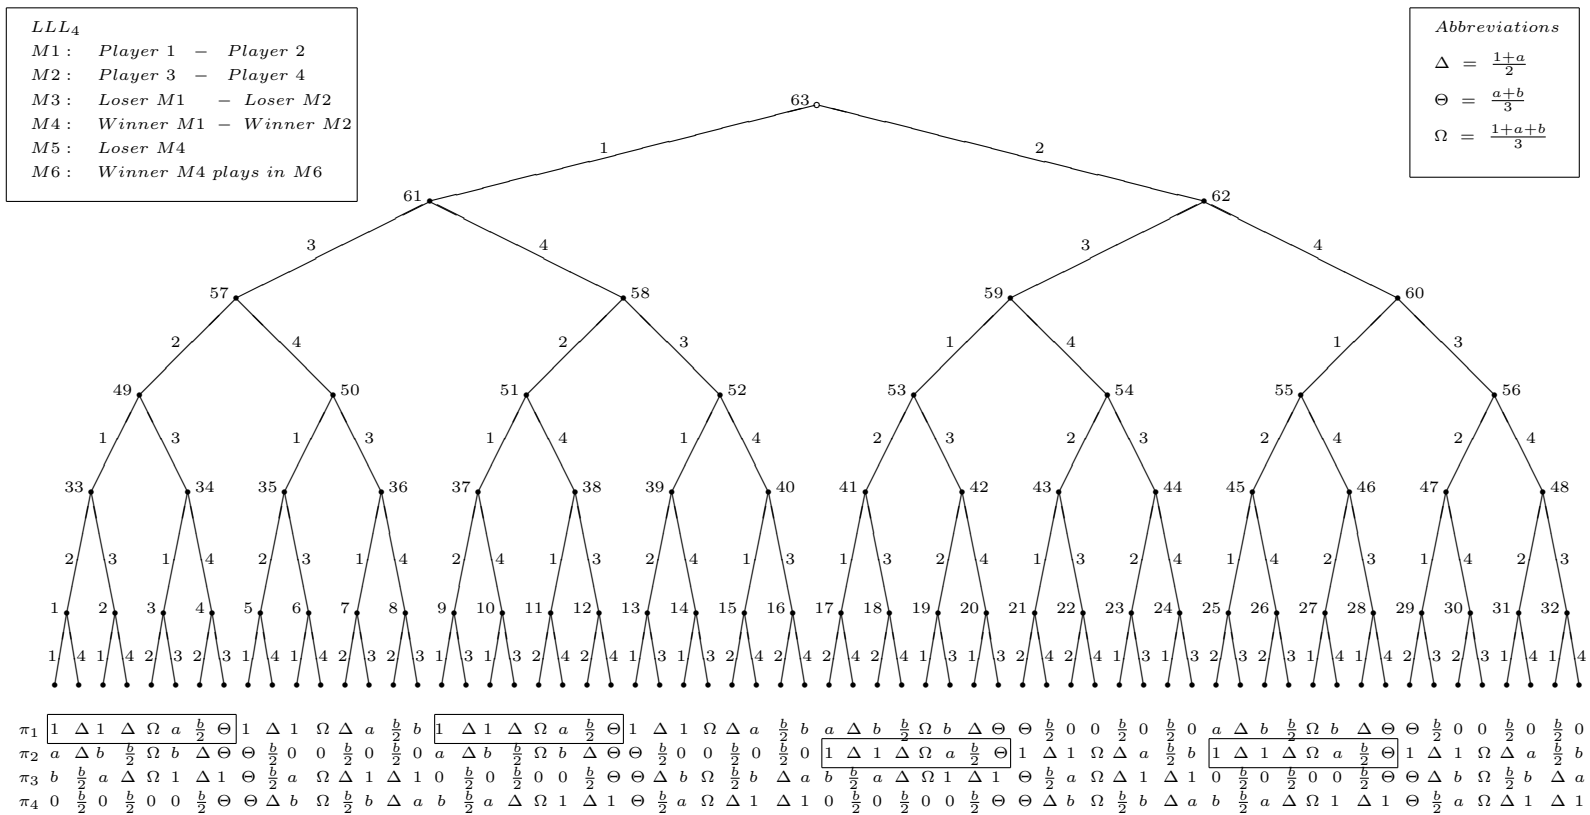 LLL4
M1 : Player 1 − Player 2
M2 : Player 3 − Player 4
M3 : Loser M1 − Loser M2
M4 : Winner M1 − Winner M2
M5 : Loser M4
M6 : Winner M4 plays in M6
Abbreviations
Δ = 1+a/2
Θ = a+b/3
Ω = 1+a+b/3
63
1 2
61 62
3 4 3 4
57 58 59 60
2 4 2 3 1 4 1 3
49 50 51 52 53 54 55 56
1 3 1 3 1 4 1 4 2 3 2 3 2 4 2 4
33 34 35 36 37 38 39 40 41 42 43 44 45 46 47 48
2 3 1 4 2 3 1 4 2 4 1 3 2 4 1 3 1 3 2 4 1 3 2 4 1 4 2 3 1 4 2 3
1 2 3 4 5 6 7 8 9 10 11 12 13 14 15 16 17 18 19 20 21 22 23 24 25 26 27 28 29 30 31 32
1 4 1 4 2 3 2 3 1 4 1 4 2 3 2 3 1 3 1 3 2 4 2 4 1 3 1 3 2 4 2 4 2 4 2 4 1 3 1 3 2 4 2 4 1 3 1 3 2 3 2 3 1 4 1 4 2 3 2 3 1 4 1 4
π1 1 Δ 1 Δ Ω a b/2 Θ 1 Δ 1 Ω Δ a b/2 b 1 Δ 1 Δ Ω a b/2 Θ 1 Δ 1 Ω Δ a b/2 b a Δ b b/2 Ω b Δ Θ Θ b/2 0 0 b/2 0 b/2 0 a Δ b b/2 Ω b Δ Θ Θ b/2 0 0 b/2 0 b/2 0
π2 a Δ b b/2 Ω b Δ Θ Θ b/2 0 0 b/2 0 b/2 0 a Δ b b/2 Ω b Δ Θ Θ b/2 0 0 b/2 0 b/2 0 1 Δ 1 Δ Ω a b/2 Θ 1 Δ 1 Ω Δ a b/2 b 1 Δ 1 Δ Ω a b/2 Θ 1 Δ 1 Ω Δ a b/2 b
π3 b b/2 a Δ Ω 1 Δ 1 Θ b/2 a Ω Δ 1 Δ 1 0 b/2 0 b/2 0 0 b/2 Θ Θ Δ b Ω b/2 b Δ a b b/2 a Δ Ω 1 Δ 1 Θ b/2 a Ω Δ 1 Δ 1 0 b/2 0 b/2 0 0 b/2 Θ Θ Δ b Ω b/2 b Δ a
π4 0 b/2 0 b/2 0 0 b/2 Θ Θ Δ b Ω b/2 b Δ a b b/2 a Δ Ω 1 Δ 1 Θ b/2 a Ω Δ 1 Δ 1 0 b/2 0 b/2 0 0 b/2 Θ Θ Δ b Ω b/2 b Δ a b b/2 a Δ Ω 1 Δ 1 Θ b/2 a Ω Δ 1 Δ 1